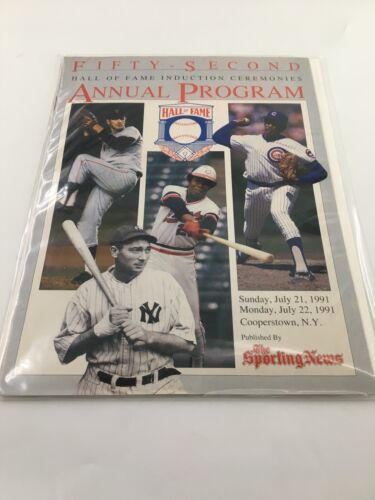 FIFTY-SECOND
HALL OF FAME INDUCTION CEREMONIES
ANNUAL PROGRAM
HALL OF FAME
Sunday, July 21, 1991
Monday, July 22, 1991
Cooperstown, N.Y.
Published By
The
Sporting News